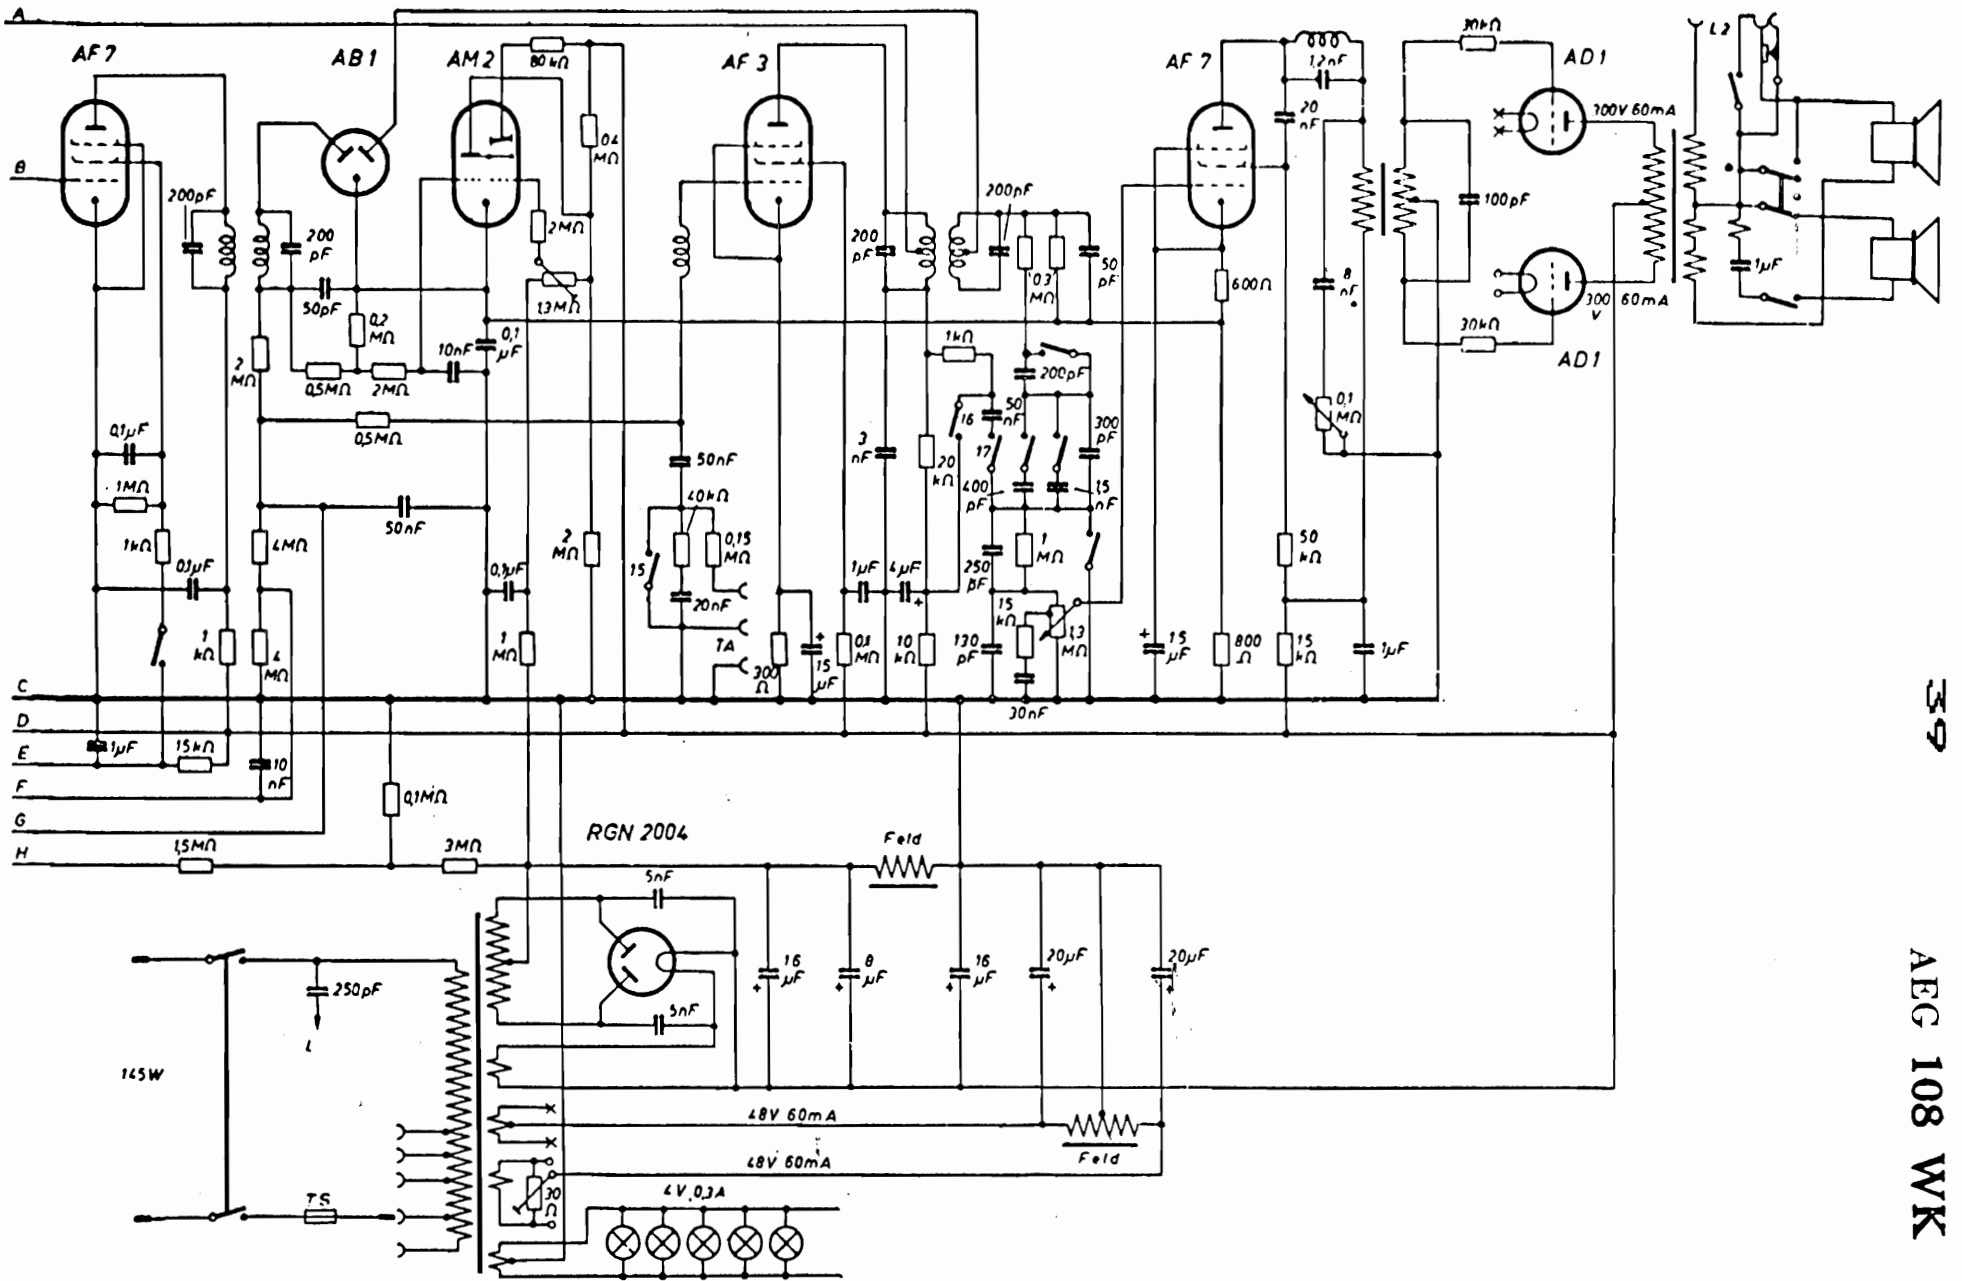 A
AF7
AB1
AM2
80kΩ
AF3
AF7
1,2nF
30kΩ
AD1
L2
0,4 MΩ
20 nF
300V 60mA
B
200pF
200 pF
2MΩ
200pF
100pF
50pF
1,3MΩ
200 pF
0,3 MΩ
50 pF
600Ω
8 nF
300 V 60mA
1µF
0,2 MΩ
0,1 µF
10nF
1kΩ
30kΩ
AD1
2 MΩ
0,5MΩ
2MΩ
200pF
0,1 MΩ
0,5MΩ
16
50 nF
300 pF
0,1µF
50nF
3 nF
20 kΩ
17
1MΩ
40kΩ
400 pF
1,5 nF
50nF
1kΩ
4MΩ
2 MΩ
0,15 MΩ
1 MΩ
50 kΩ
0,1µF
0,1µF
15
20nF
1µF
4µF
+
250 pF
1 kΩ
4 MΩ
1 MΩ
TA
300 Ω
+
15 µF
0,1 MΩ
10 kΩ
15 kΩ
130 pF
1,3 MΩ
+
15 µF
800 Ω
15 kΩ
1µF
30nF
C
D
E
1µF
15kΩ
10 nF
F
0,1MΩ
G
RGN 2004
Feld
H
1,5MΩ
3MΩ
5nF
250pF
L
16 µF
+
8 µF
+
16 µF
+
20µF
+
20µF
+
5nF
145W
48V 60mA
48V 60mA
Feld
TS
30 Ω
4V 0,3A
39
AEG 108 WK